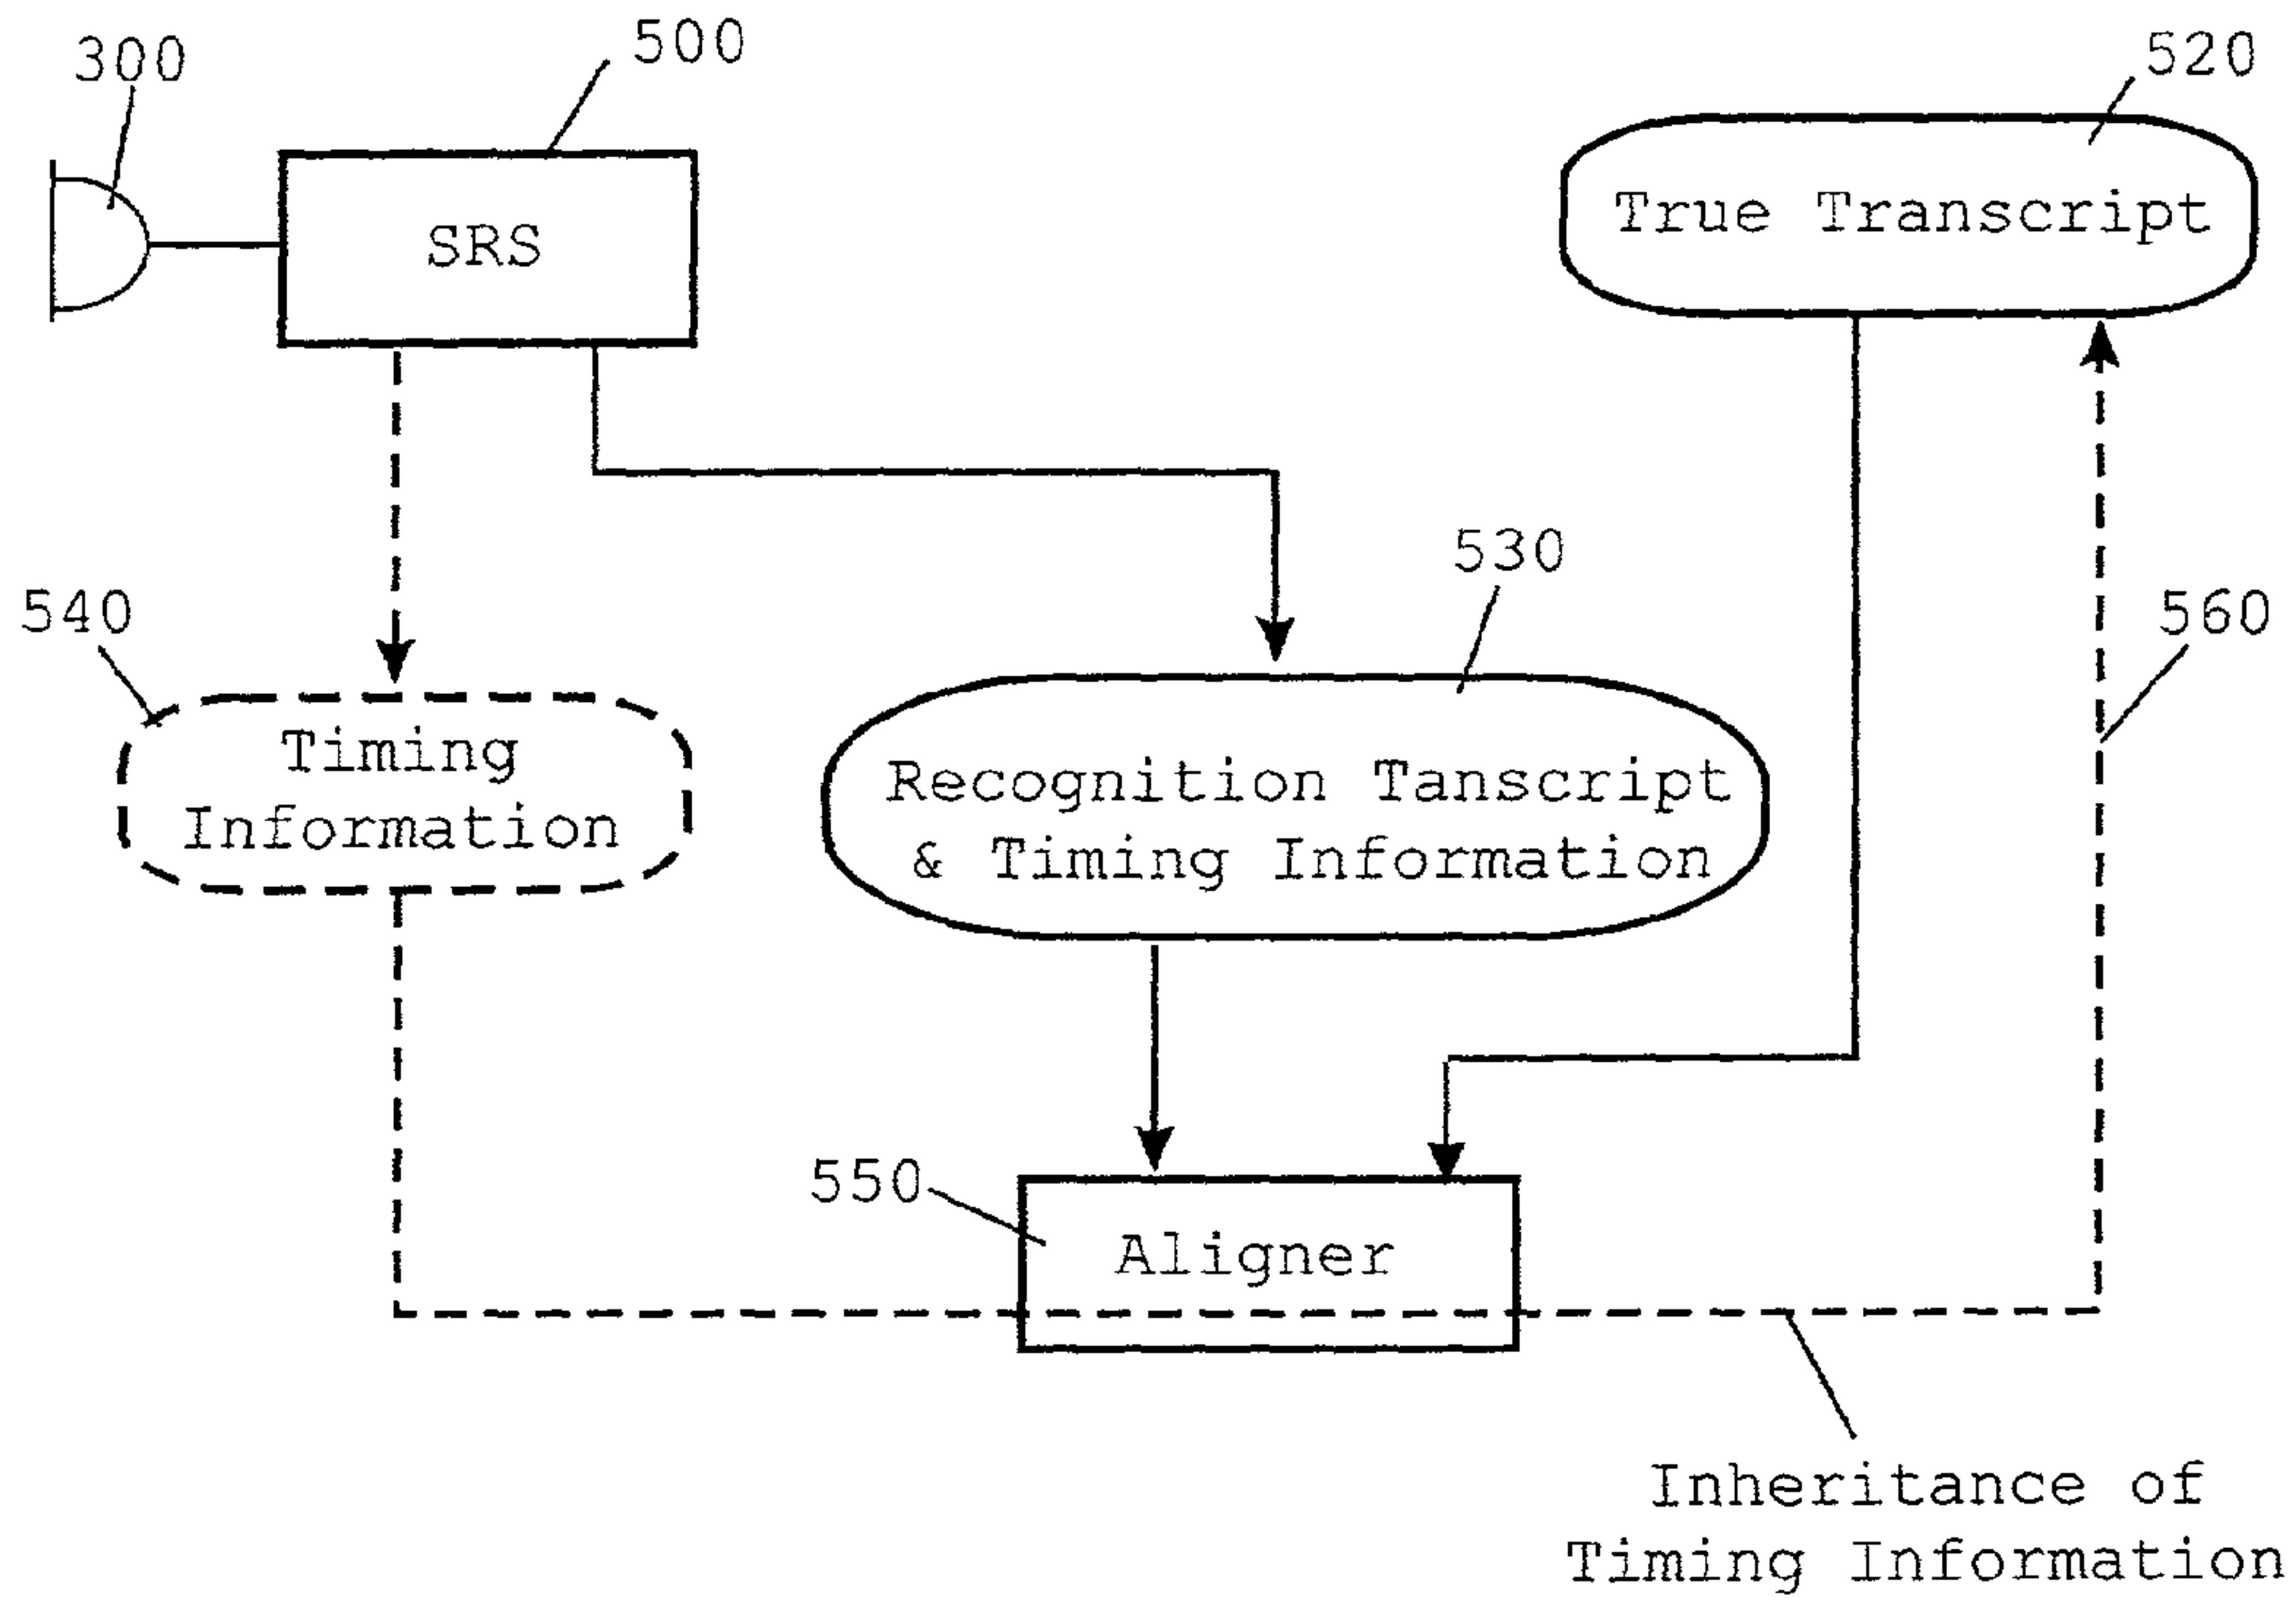 300
500
520
SRS
True Transcript
530
540
560
Timing
Information
Recognition Tanscript
& Timing Information
550
Aligner
Inheritance of
Timing Information